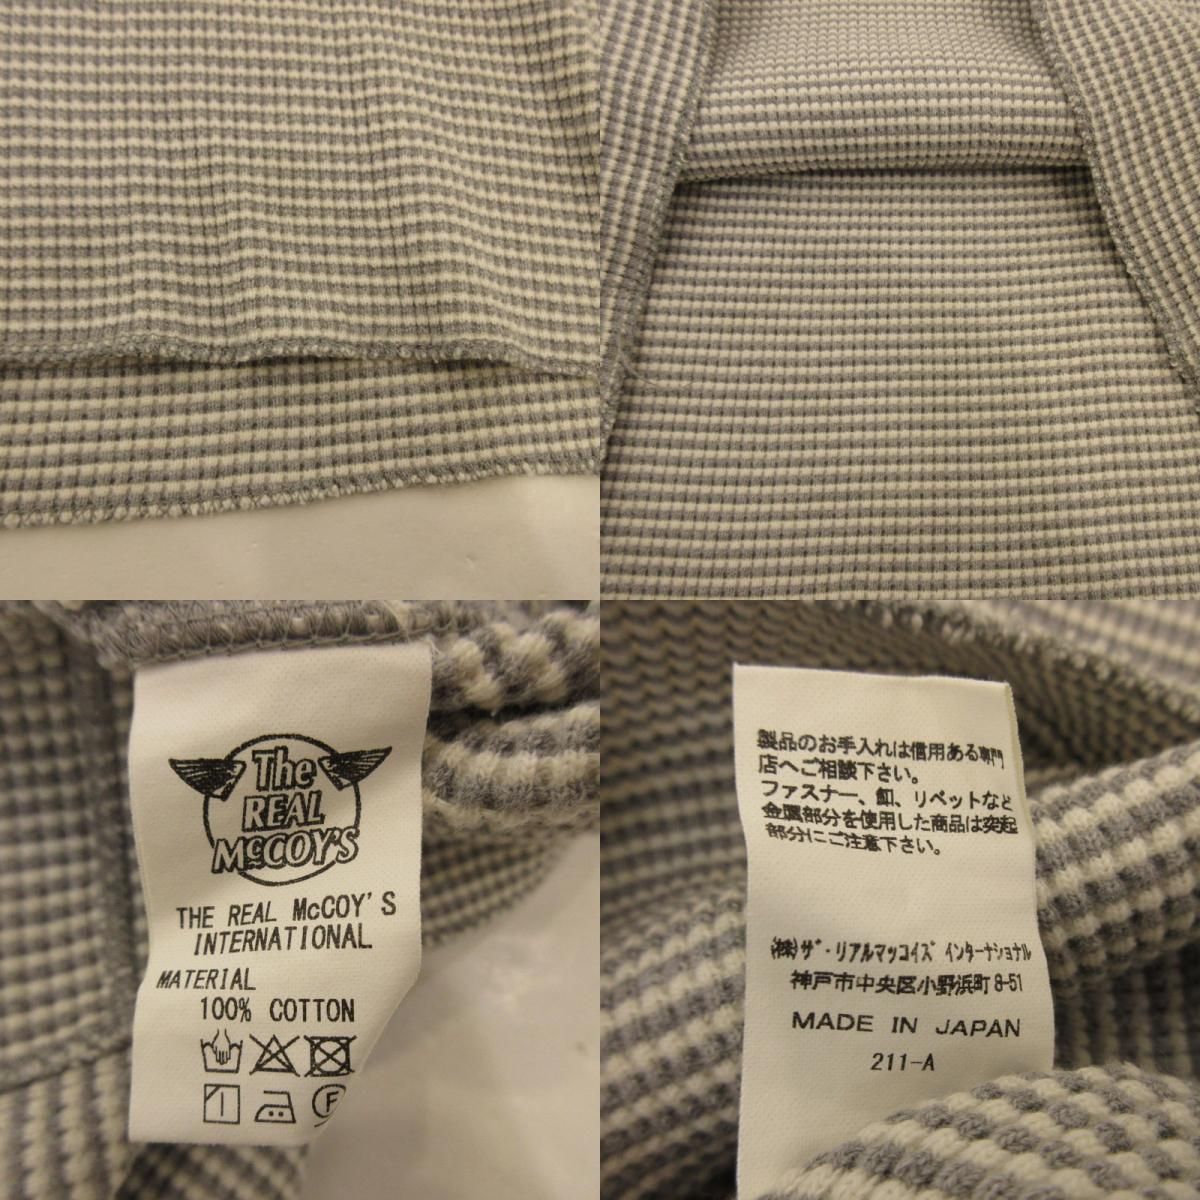 The
REAL
McCOY'S
THE REAL McCOY'S
INTERNATIONAL
MATERIAL
100% COTTON
F
製品のお手入れは信用ある専門
店へご相談下さい。
ファスナー、釦、リベットなど
金属部分を使用した商品は突起
部分にご注意下さい。
(株)ザ・リアルマッコイズ インターナショナル
神戸市中央区小野浜町8-51
MADE IN JAPAN
211-A